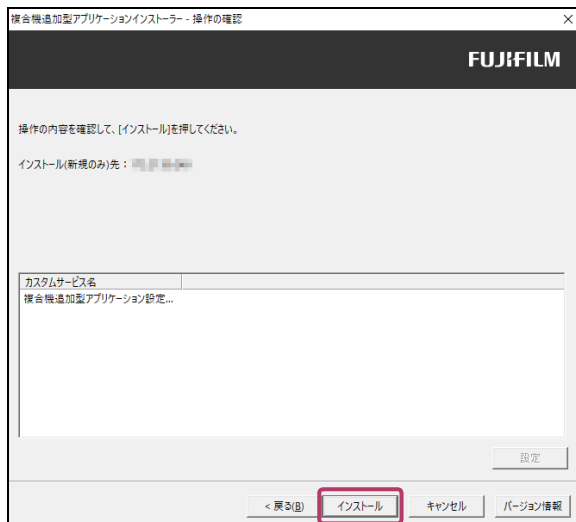 複合機追加型アプリケーションインストーラー - 操作の確認
FUJIFILM
操作の内容を確認して、[インストール]を押してください。
インストール(新規のみ)先：
カスタムサービス名
複合機追加型アプリケーション設定...
設定
< 戻る(B)
インストール
キャンセル
バージョン情報